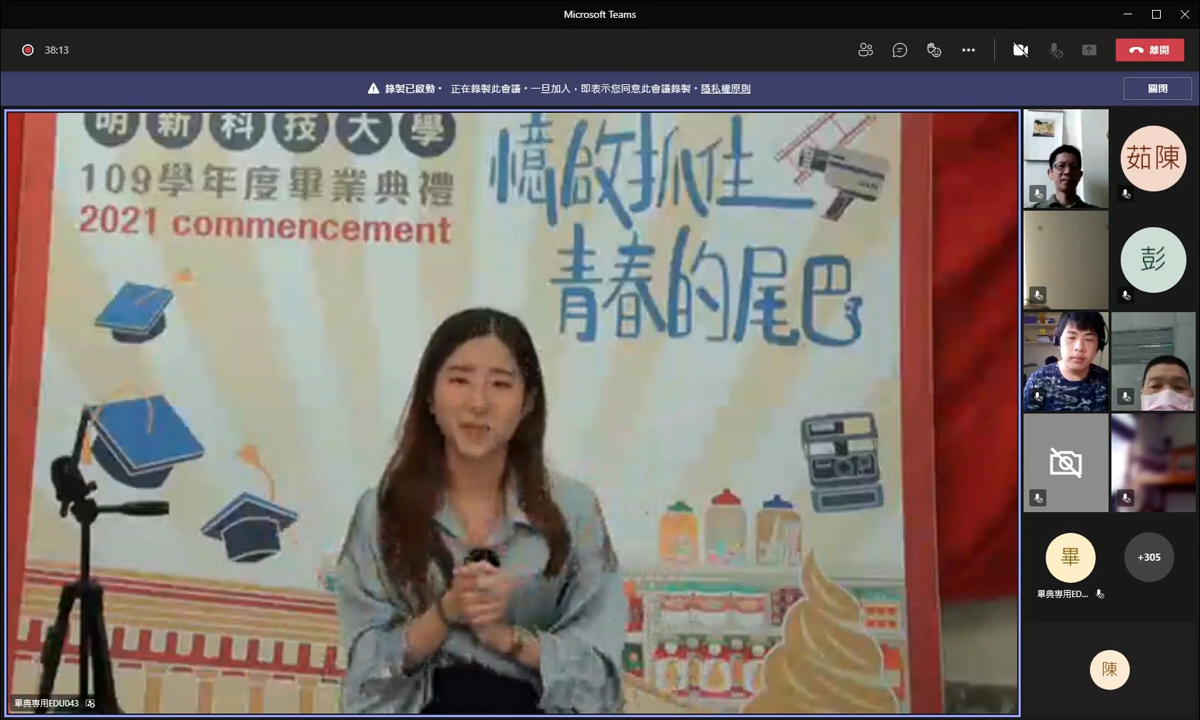 Microsoft Teams
38:13
離開
錄製已啟動。 正在錄製此會議。一旦加入，即表示您同意此會議錄製。隱私權原則
關閉
明新科技大學
109學年度畢業典禮
2021 commencement
憶啟抓住
青春的尾巴
茹陳
彭
畢
畢典專用ED...
+305
陳
畢典專用EDU043